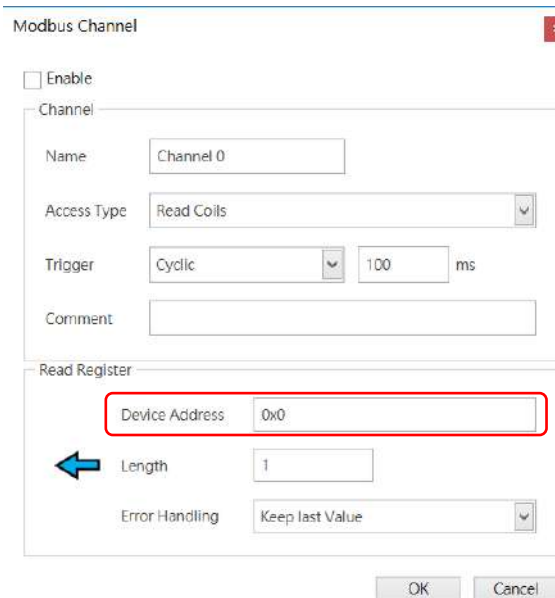 Modbus Channel
Enable
Channel
Name Channel 0
Access Type Read Coils
Trigger Cyclic 100 ms
Comment
Read Register
Device Address 0x0
Length 1
Error Handling Keep last Value
OK Cancel